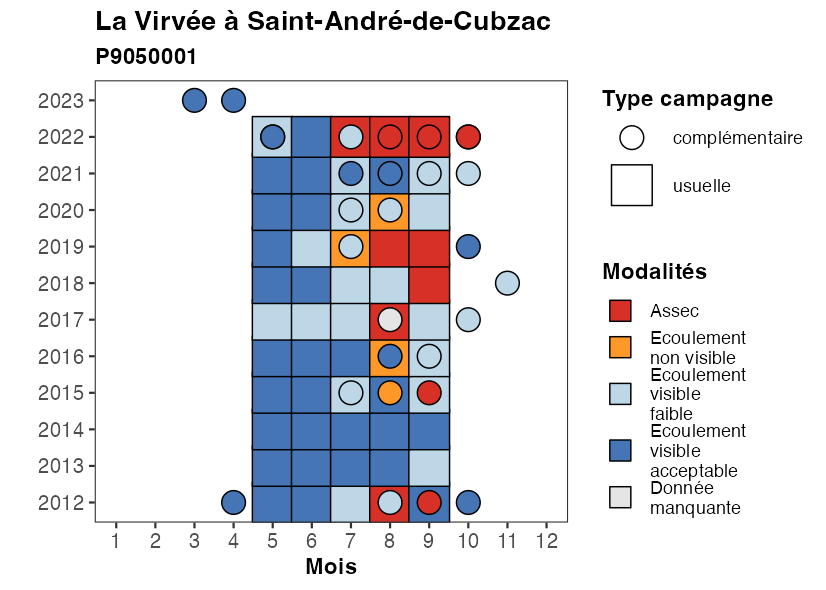 La Virvée à Saint-André-de-Cubzac
P9050001
2023
2022
2021
2020
2019
2018
2017
2016
2015
2014
2013
2012
1 2 3 4 5 6 7 8 9 10 11 12
Mois
Type campagne
complémentaire
usuelle
Modalités
Assec
Ecoulement
non visible
Ecoulement
visible
faible
Ecoulement
visible
acceptable
Donnée
manquante